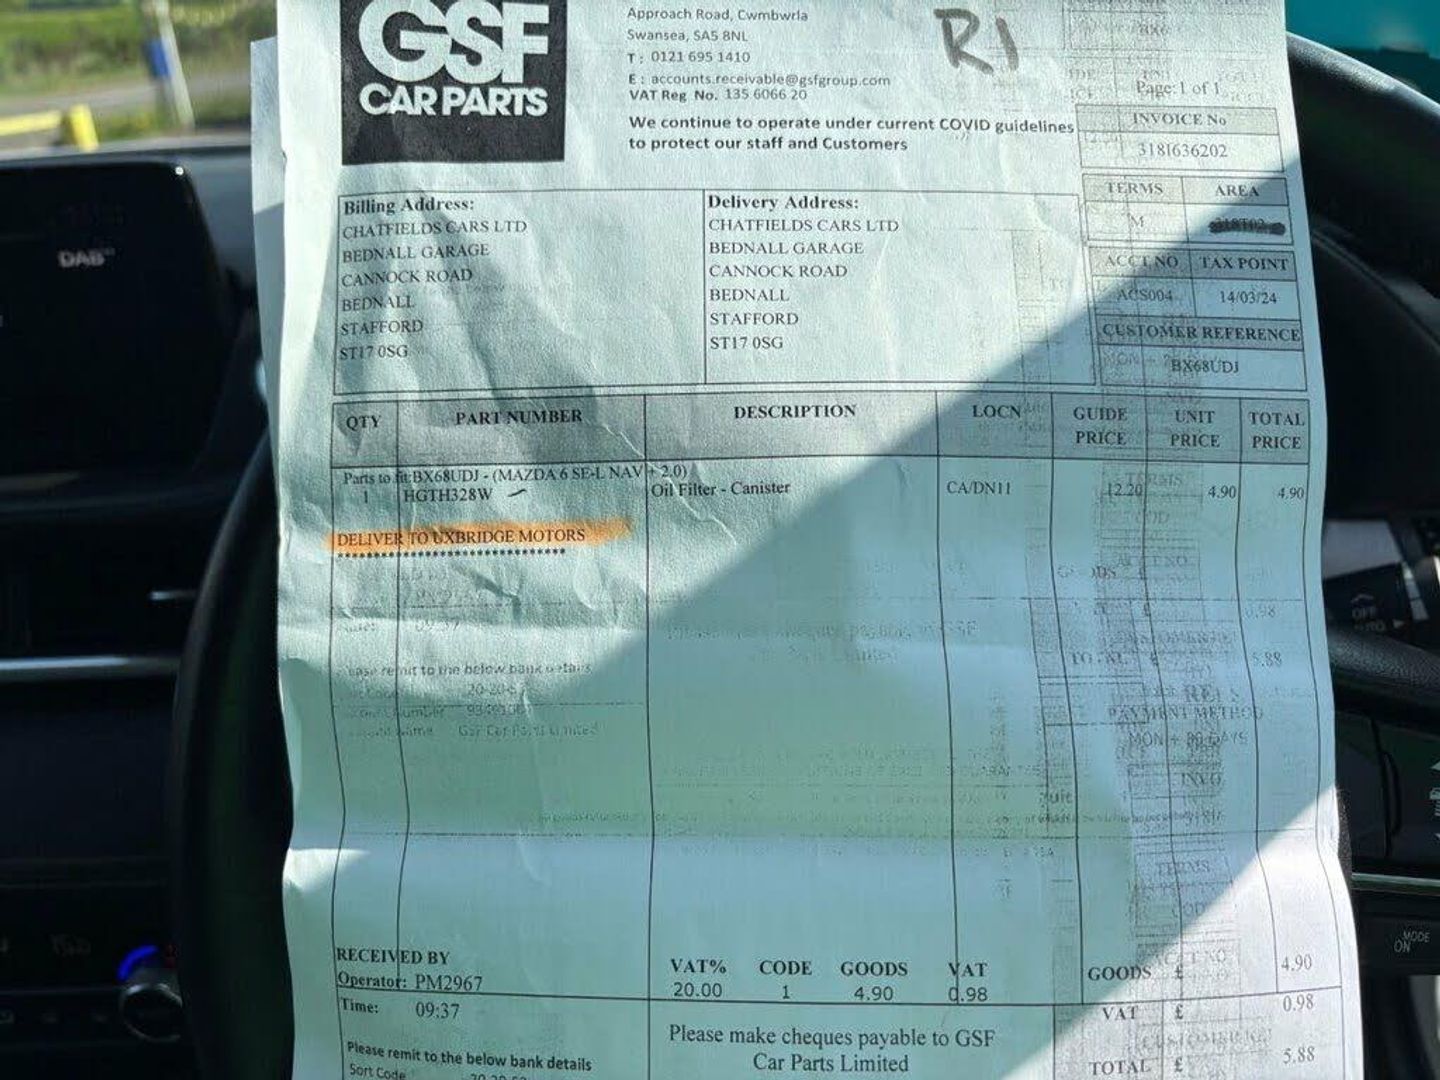 GSF
CAR PARTS
Approach Road, Cwmbwrla
Swansea, SA5 8NL
T : 0121 695 1410
E : accounts.receivable@gsfgroup.com
VAT Reg No. 135 6066 20
We continue to operate under current COVID guidelines
to protect our staff and Customers
R1
Page: 1 of 1
INVOICE No
318I636202
TERMS AREA
M
ACCT NO TAX POINT
ACS004 14/03/24
CUSTOMER REFERENCE
BX68UDJ
Billing Address:
CHATFIELDS CARS LTD
BEDNALL GARAGE
CANNOCK ROAD
BEDNALL
STAFFORD
ST17 0SG
Delivery Address:
CHATFIELDS CARS LTD
BEDNALL GARAGE
CANNOCK ROAD
BEDNALL
STAFFORD
ST17 0SG
QTY PART NUMBER DESCRIPTION LOCN GUIDE PRICE UNIT PRICE TOTAL PRICE
Parts to fit:BX68UDJ - (MAZDA 6 SE-L NAV + 2.0)
1 HGTH328W Oil Filter - Canister CA/DN11 12.20 4.90 4.90
DELIVER TO UXBRIDGE MOTORS
RECEIVED BY
Operator: PM2967
Time: 09:37
Please remit to the below bank details
Sort Code
VAT% CODE GOODS VAT
20.00 1 4.90 0.98
Please make cheques payable to GSF
Car Parts Limited
GOODS £ 4.90
VAT £ 0.98
TOTAL £ 5.88
DAB
OFF
AUTO
MODE
ON